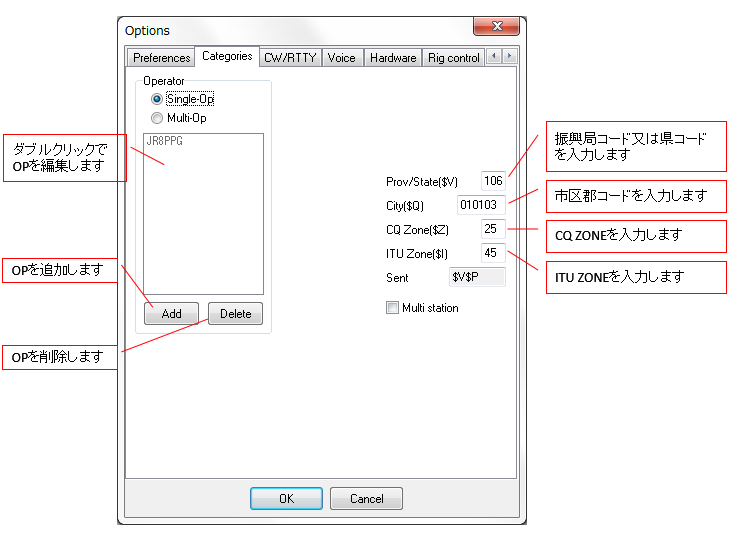 Options
Preferences
Categories
CW/RTTY
Voice
Hardware
Rig control
Operator
Single-Op
Multi-Op
JR8PPG
Add
Delete
Prov/State($V)
106
City($Q)
010103
CQ Zone($Z)
25
ITU Zone($I)
45
Sent
$V$P
Multi station
OK
Cancel
ダブルクリックで
OPを編集します
OPを追加します
OPを削除します
振興局コード又は県コード
を入力します
市区郡コードを入力します
CQ ZONEを入力します
ITU ZONEを入力します